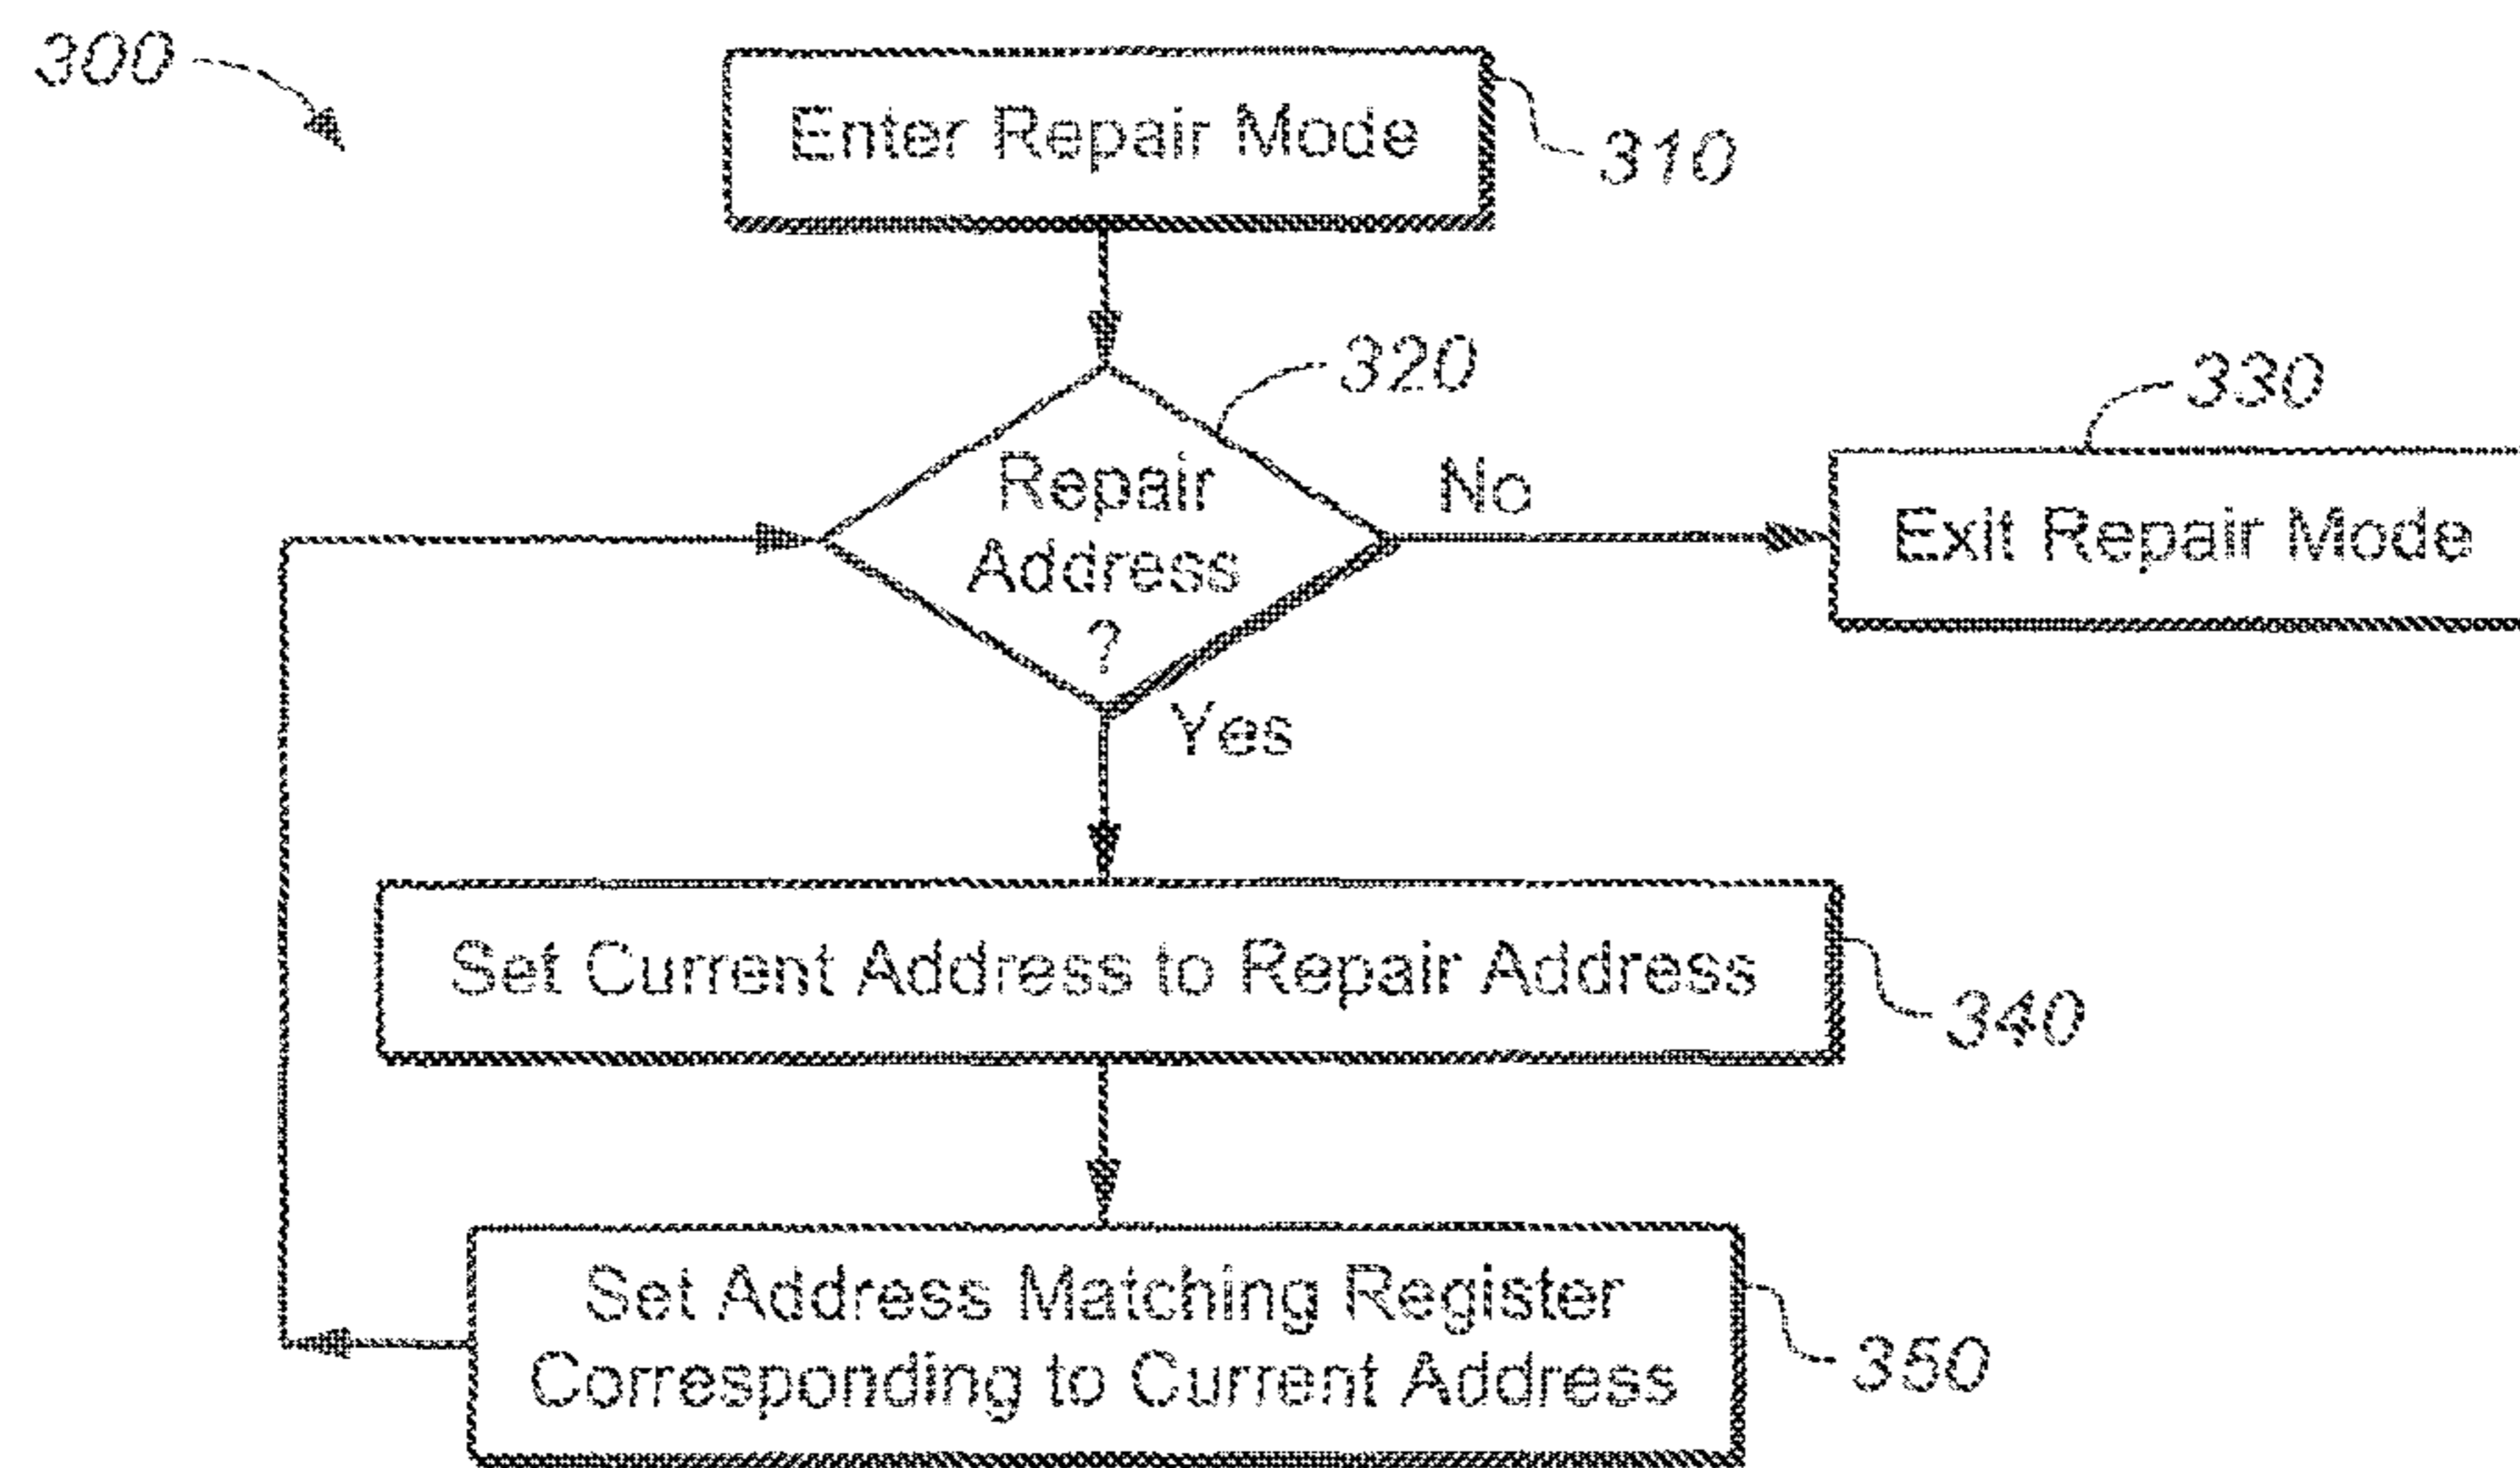 300
Enter Repair Mode
310
320
330
Repair
Address
?
No
Exit Repair Mode
Yes
Set Current Address to Repair Address
340
Set Address Matching Register
Corresponding to Current Address
350